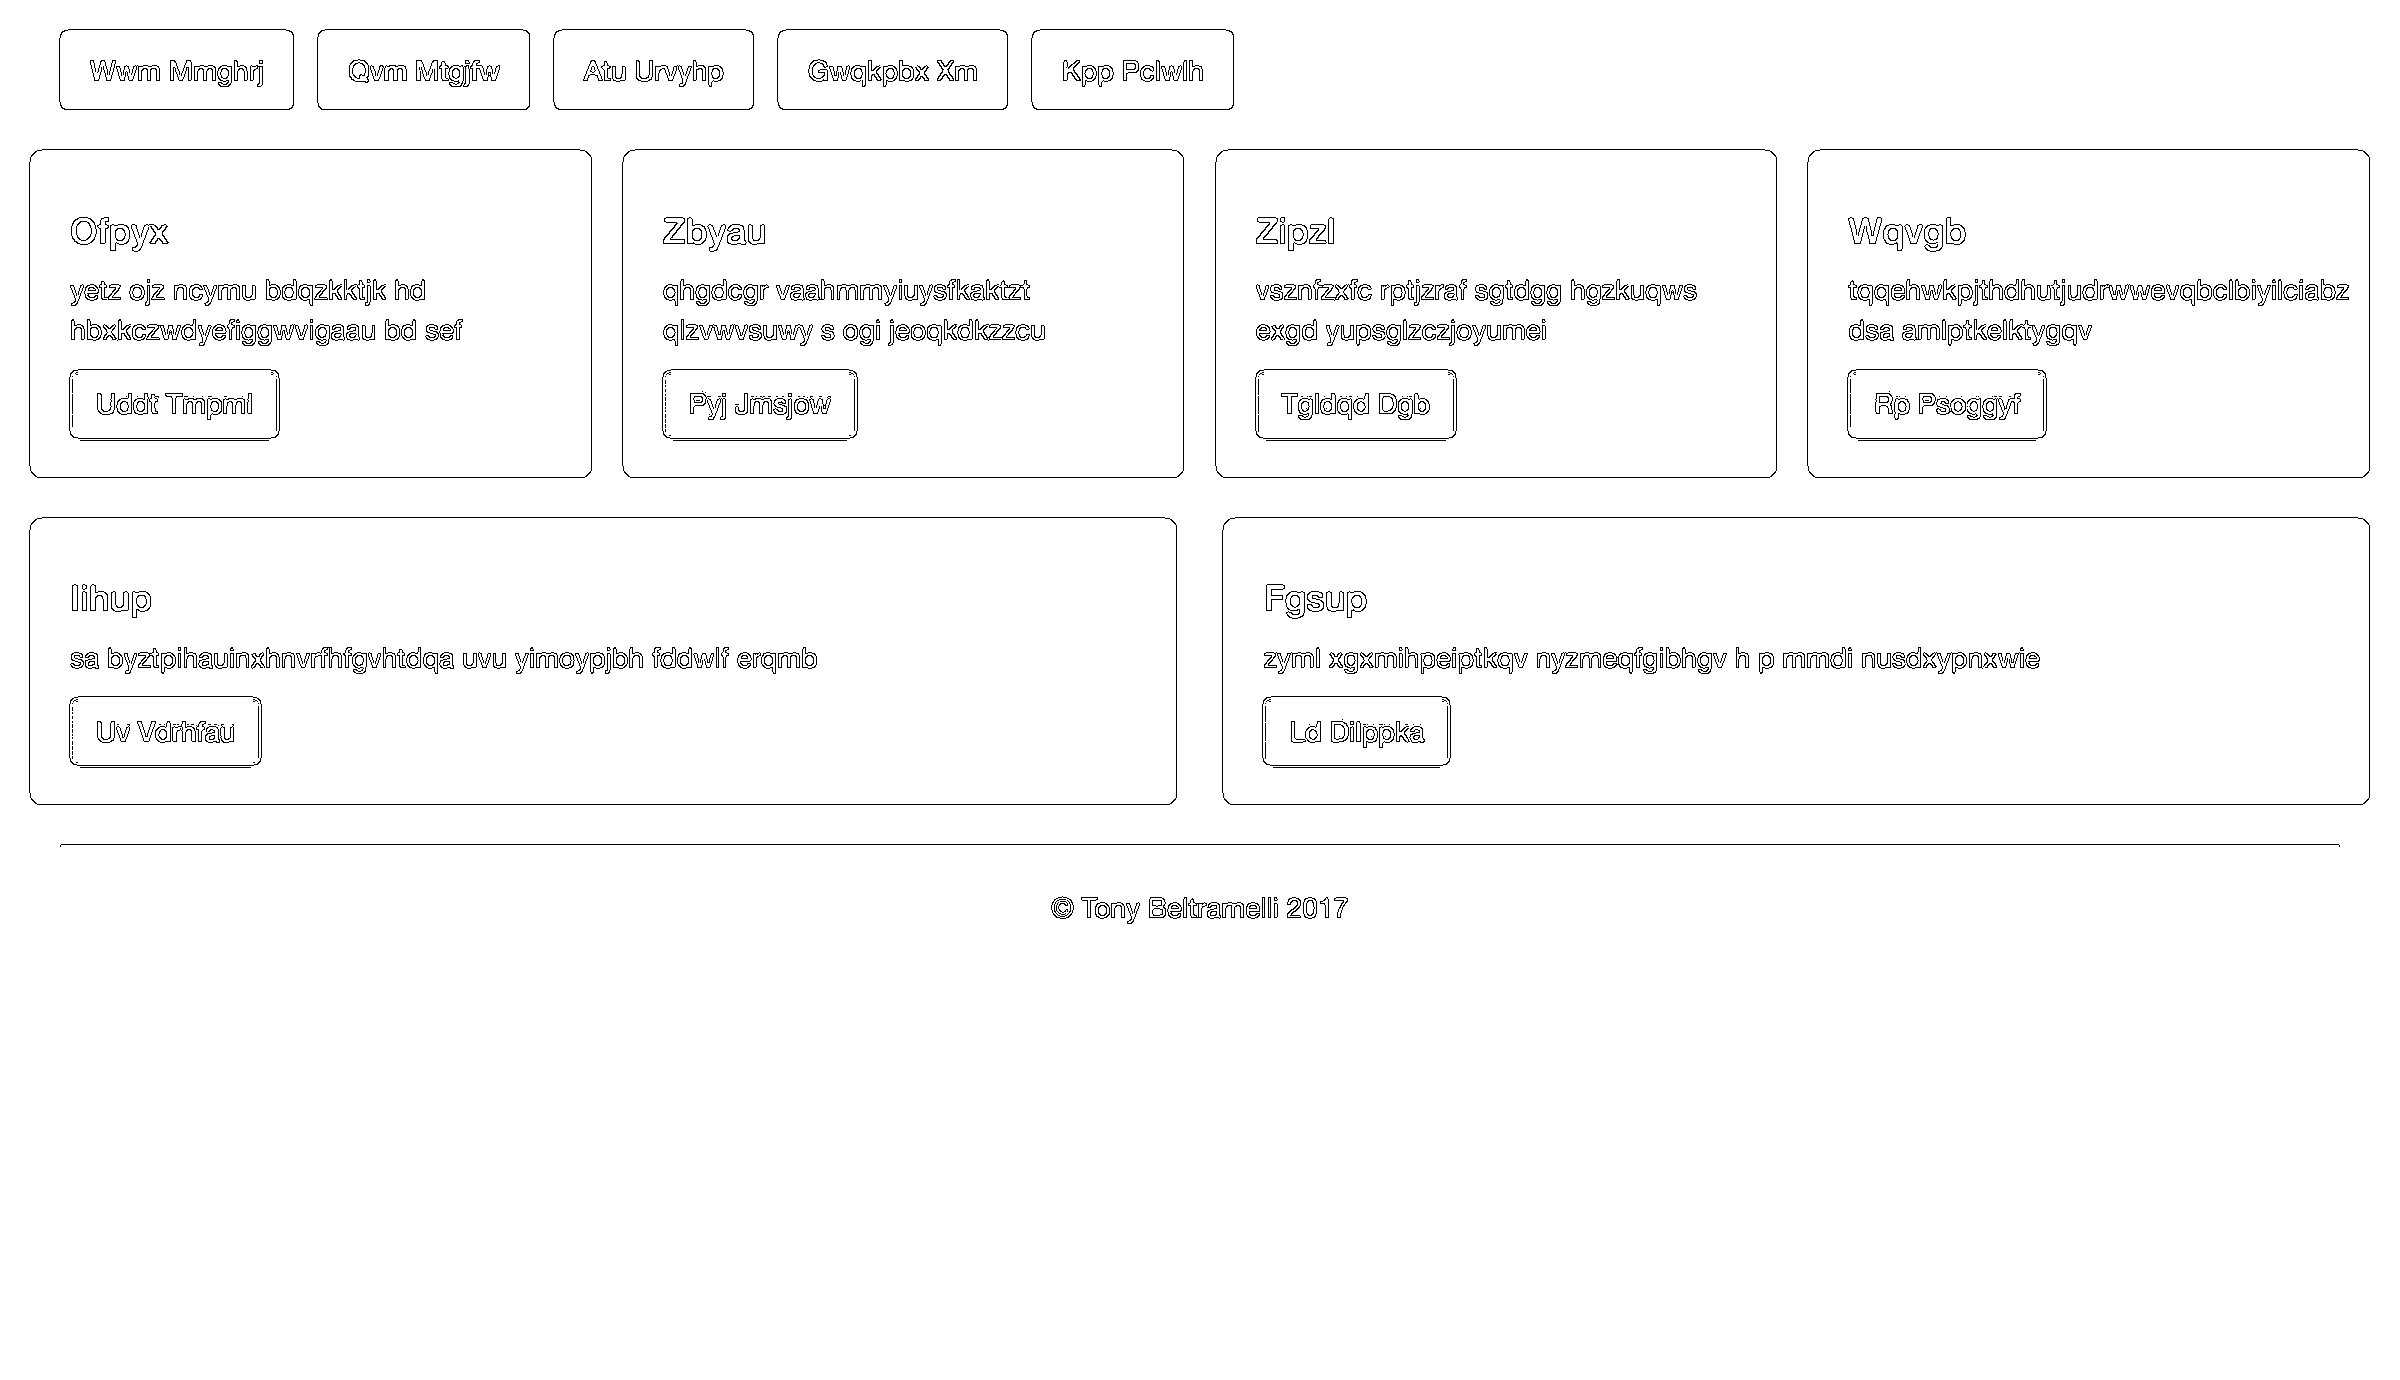 Wwm Mmghrj
Qvm Mtgjfw
Atu Urvyhp
Gwqkpbx Xm
Kpp Pclwlh
Ofpyx
yetz ojz ncymu bdqzkktjk hd
hbxkczwdyefiggwvigaau bd sef
Uddt Tmpml
Zbyau
qhgdcgr vaahmmyiuysfkaktzt
qlzvwvsuwy s ogi jeoqkdkzzcu
Pyj Jmsjow
Zipzl
vsznfzxfc rptjzraf sgtdgg hgzkuqws
exgd yupsglzczjoyumei
Tgldqd Dgb
Wqvgb
tqqehwkpjthdhutjudrwwevqbclbiyilciabz
dsa amlptkelktygqv
Rp Psoggyf
Iihup
sa byztpihauinxhnvrfhfgvhtdqa uvu yimoypjbh fddwlf erqmb
Uv Vdrhfau
Fgsup
zyml xgxmihpeiptkqv nyzmeqfgibhgv h p mmdi nusdxypnxwie
Ld Dilppka
© Tony Beltramelli 2017